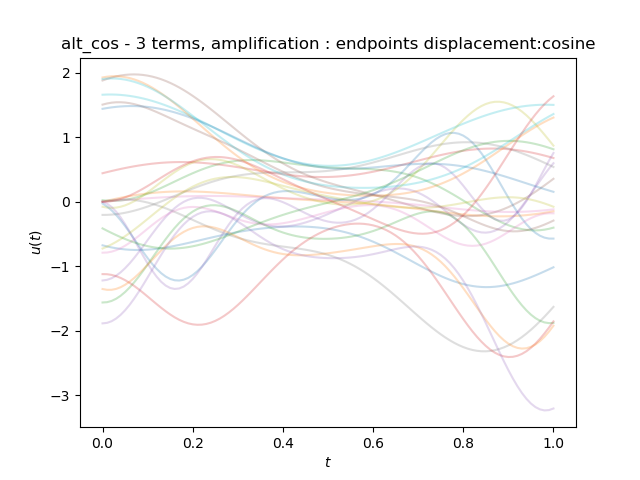 alt_cos - 3 terms, amplification : endpoints displacement:cosine
2
1
0
−1
−2
−3
u(t)
0.0 0.2 0.4 0.6 0.8 1.0
t